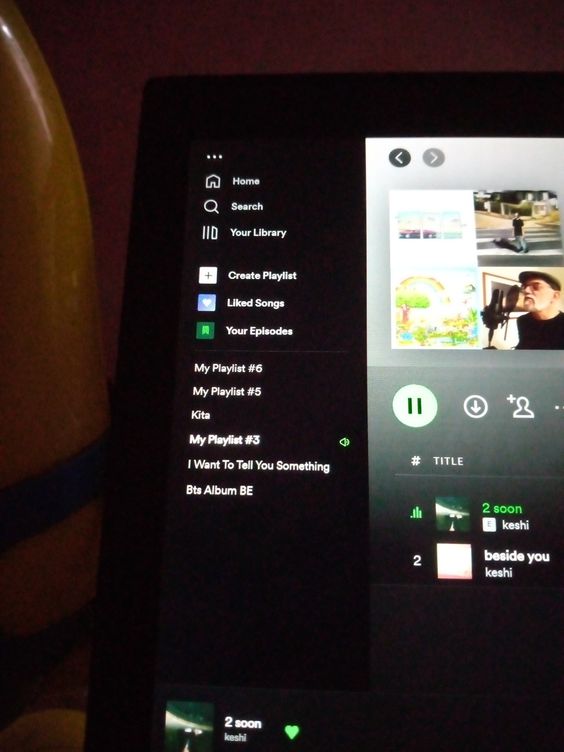 Home
Search
Your Library
Create Playlist
Liked Songs
Your Episodes
My Playlist #6
My Playlist #5
Kita
My Playlist #3
I Want To Tell You Something
Bts Album BE
# TITLE
2 soon
E keshi
2 beside you
keshi
2 soon
keshi